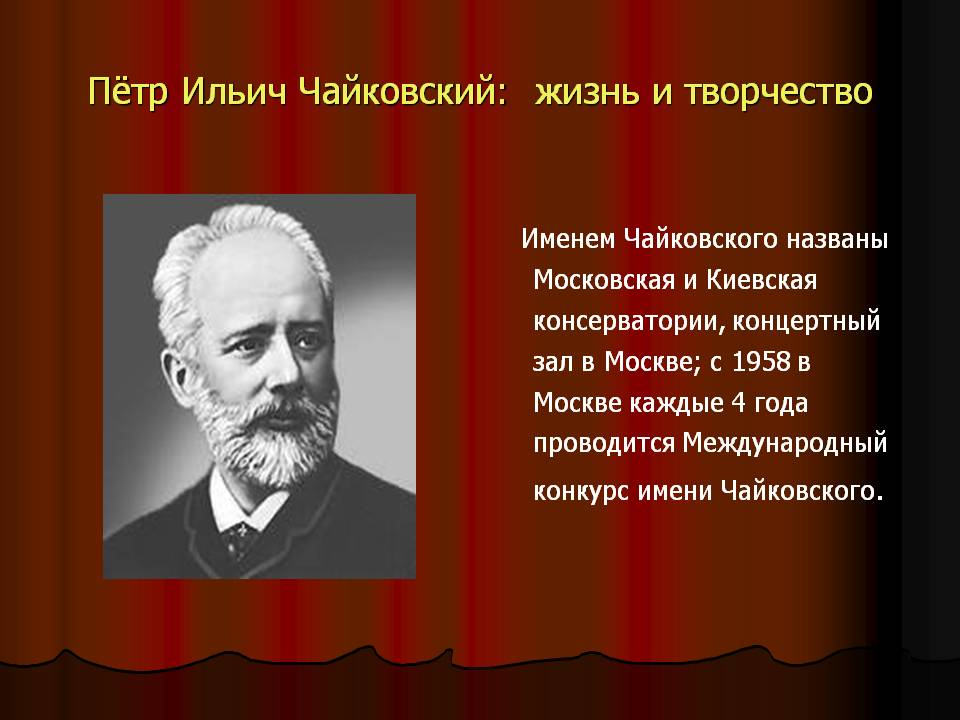 Пётр Ильич Чайковский: жизнь и творчество
Именем Чайковского названы
Московская и Киевская
консерватории, концертный
зал в Москве; с 1958 в
Москве каждые 4 года
проводится Международный
конкурс имени Чайковского.